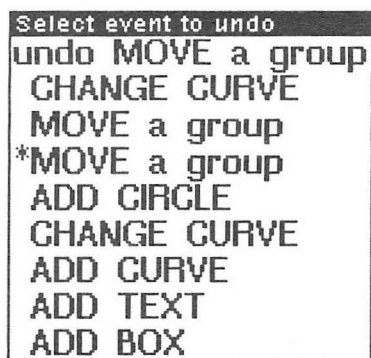 Select event to undo
undo MOVE a group
CHANGE CURVE
MOVE a group
*MOVE a group
ADD CIRCLE
CHANGE CURVE
ADD CURVE
ADD TEXT
ADD BOX